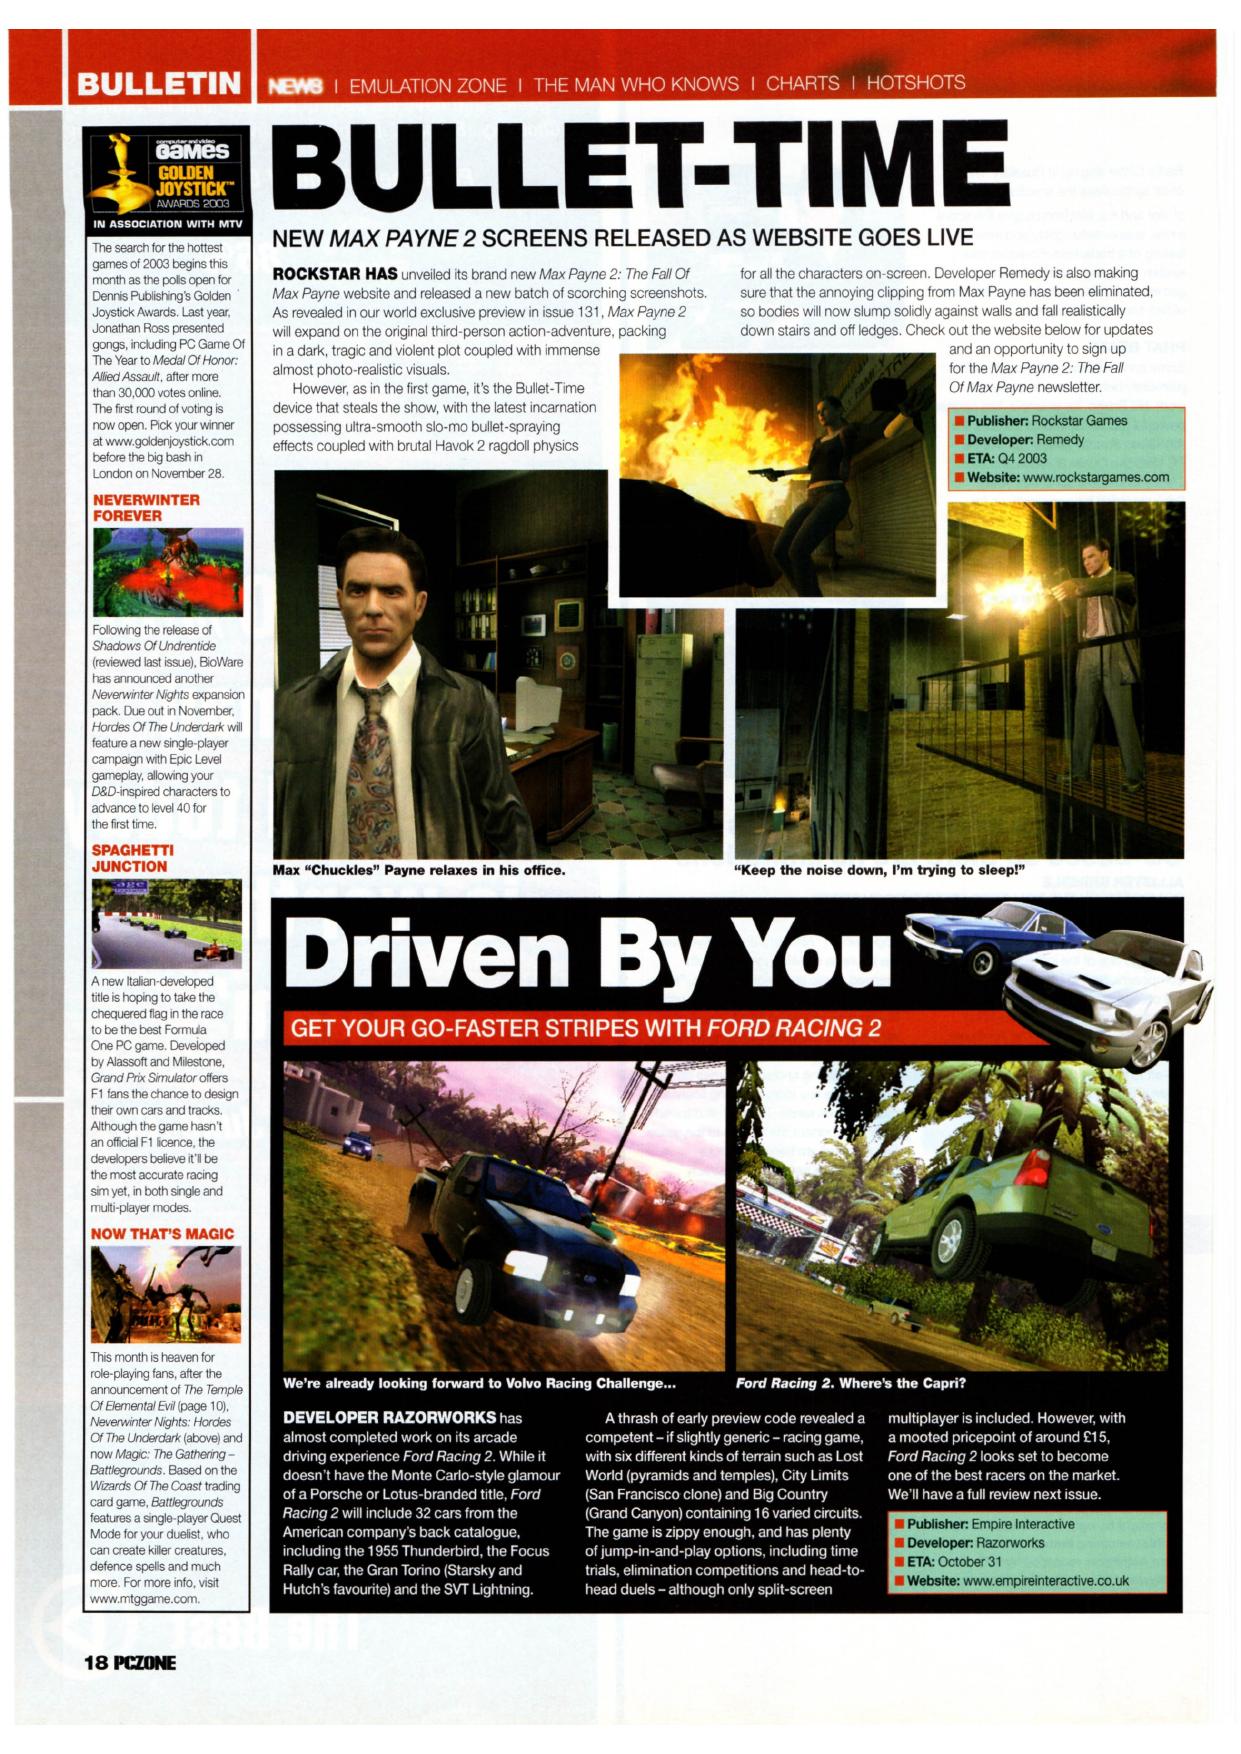 BULLETIN
NEWS | EMULATION ZONE | THE MAN WHO KNOWS | CHARTS | HOTSHOTS
computer and video
games
GOLDEN
JOYSTICK™
AWARDS 2003
IN ASSOCIATION WITH MTV
The search for the hottest
games of 2003 begins this
month as the polls open for
Dennis Publishing's Golden
Joystick Awards. Last year,
Jonathan Ross presented
gongs, including PC Game Of
The Year to Medal Of Honor:
Allied Assault, after more
than 30,000 votes online.
The first round of voting is
now open. Pick your winner
at www.goldenjoystick.com
before the big bash in
London on November 28.
NEVERWINTER
FOREVER
Following the release of
Shadows Of Undrentide
(reviewed last issue), BioWare
has announced another
Neverwinter Nights expansion
pack. Due out in November,
Hordes Of The Underdark will
feature a new single-player
campaign with Epic Level
gameplay, allowing your
D&D-inspired characters to
advance to level 40 for
the first time.
SPAGHETTI
JUNCTION
A new Italian-developed
title is hoping to take the
chequered flag in the race
to be the best Formula
One PC game. Developed
by Alassoft and Milestone,
Grand Prix Simulator offers
F1 fans the chance to design
their own cars and tracks.
Although the game hasn't
an official F1 licence, the
developers believe it'll be
the most accurate racing
sim yet, in both single and
multi-player modes.
NOW THAT'S MAGIC
This month is heaven for
role-playing fans, after the
announcement of The Temple
Of Elemental Evil (page 10),
Neverwinter Nights: Hordes
Of The Underdark (above) and
now Magic: The Gathering –
Battlegrounds. Based on the
Wizards Of The Coast trading
card game, Battlegrounds
features a single-player Quest
Mode for your duelist, who
can create killer creatures,
defence spells and much
more. For more info, visit
www.mtggame.com.
BULLET-TIME
NEW MAX PAYNE 2 SCREENS RELEASED AS WEBSITE GOES LIVE
ROCKSTAR HAS unveiled its brand new Max Payne 2: The Fall Of
Max Payne website and released a new batch of scorching screenshots.
As revealed in our world exclusive preview in issue 131, Max Payne 2
will expand on the original third-person action-adventure, packing
in a dark, tragic and violent plot coupled with immense
almost photo-realistic visuals.
However, as in the first game, it's the Bullet-Time
device that steals the show, with the latest incarnation
possessing ultra-smooth slo-mo bullet-spraying
effects coupled with brutal Havok 2 ragdoll physics
for all the characters on-screen. Developer Remedy is also making
sure that the annoying clipping from Max Payne has been eliminated,
so bodies will now slump solidly against walls and fall realistically
down stairs and off ledges. Check out the website below for updates
and an opportunity to sign up
for the Max Payne 2: The Fall
Of Max Payne newsletter.
Publisher: Rockstar Games
Developer: Remedy
ETA: Q4 2003
Website: www.rockstargames.com
Max "Chuckles" Payne relaxes in his office.
"Keep the noise down, I'm trying to sleep!"
Driven By You
GET YOUR GO-FASTER STRIPES WITH FORD RACING 2
We're already looking forward to Volvo Racing Challenge...
Ford Racing 2. Where's the Capri?
DEVELOPER RAZORWORKS has
almost completed work on its arcade
driving experience Ford Racing 2. While it
doesn't have the Monte Carlo-style glamour
of a Porsche or Lotus-branded title, Ford
Racing 2 will include 32 cars from the
American company's back catalogue,
including the 1955 Thunderbird, the Focus
Rally car, the Gran Torino (Starsky and
Hutch's favourite) and the SVT Lightning.
A thrash of early preview code revealed a
competent – if slightly generic – racing game,
with six different kinds of terrain such as Lost
World (pyramids and temples), City Limits
(San Francisco clone) and Big Country
(Grand Canyon) containing 16 varied circuits.
The game is zippy enough, and has plenty
of jump-in-and-play options, including time
trials, elimination competitions and head-to-
head duels – although only split-screen
multiplayer is included. However, with
a mooted pricepoint of around £15,
Ford Racing 2 looks set to become
one of the best racers on the market.
We'll have a full review next issue.
Publisher: Empire Interactive
Developer: Razorworks
ETA: October 31
Website: www.empireinteractive.co.uk
18 PCZONE